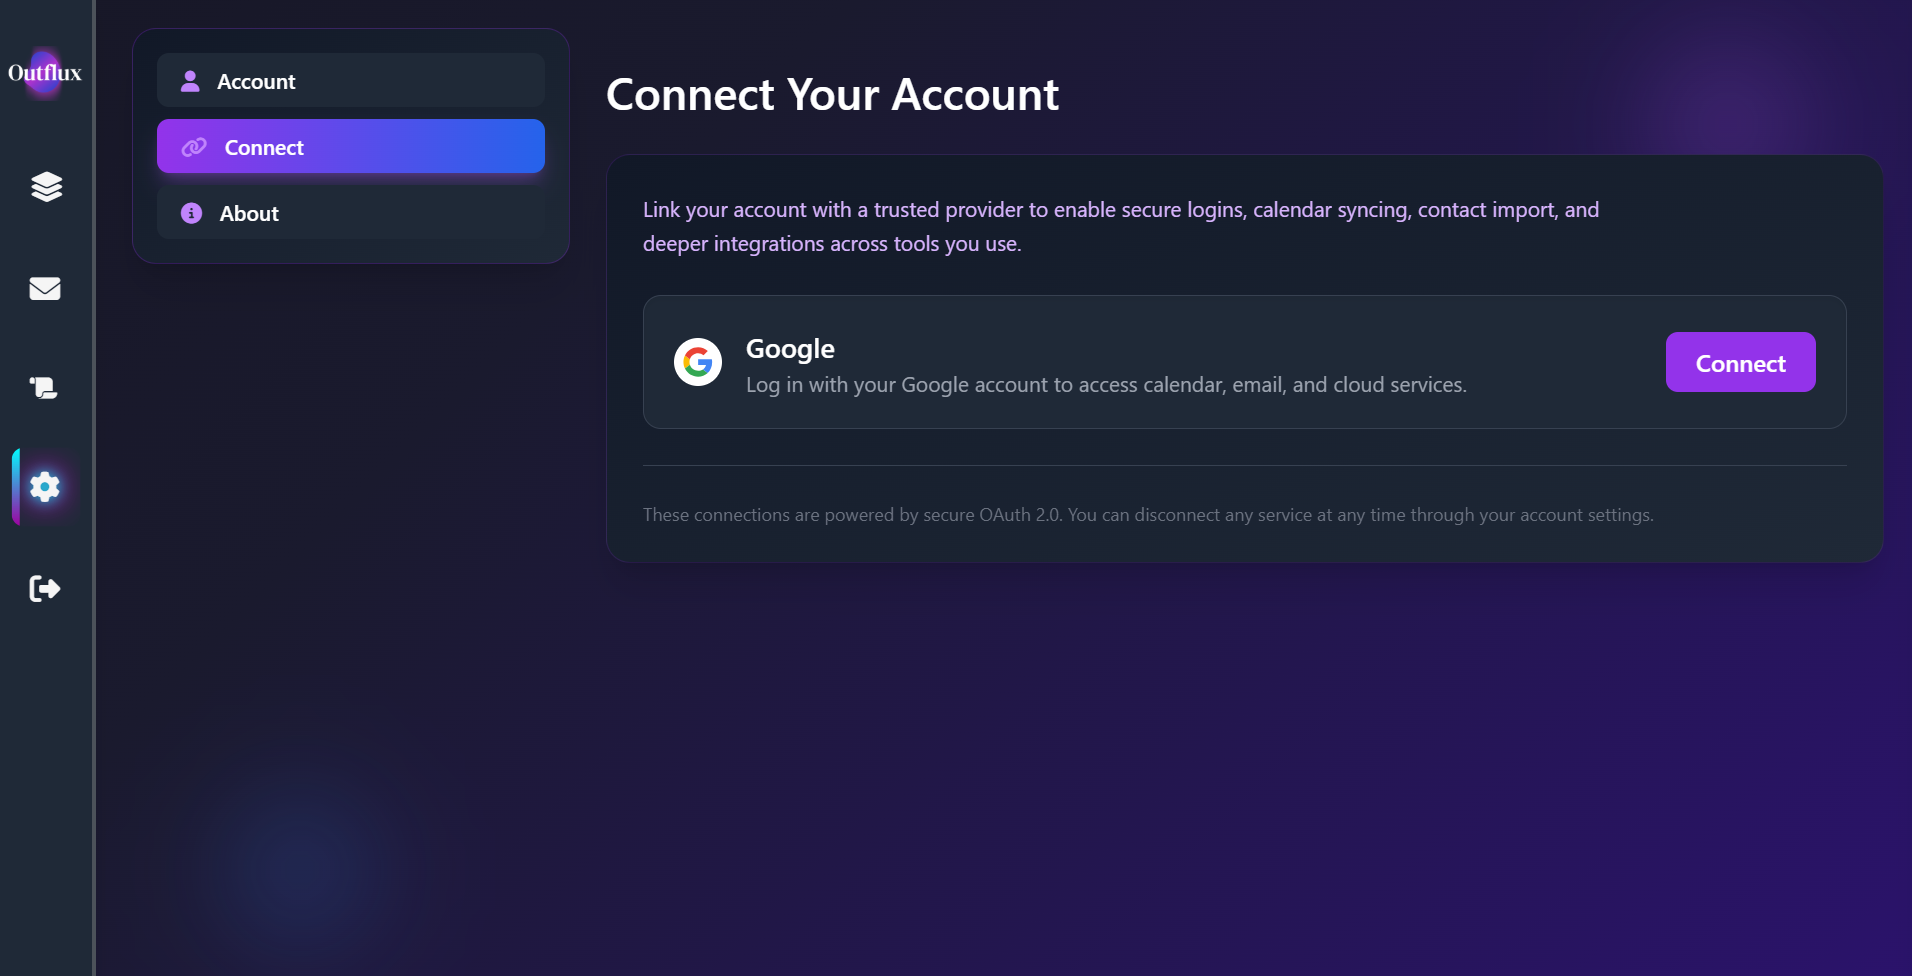 Outflux
Account
Connect
About
Connect Your Account
Link your account with a trusted provider to enable secure logins, calendar syncing, contact import, and
deeper integrations across tools you use.
Google
Log in with your Google account to access calendar, email, and cloud services.
Connect
These connections are powered by secure OAuth 2.0. You can disconnect any service at any time through your account settings.